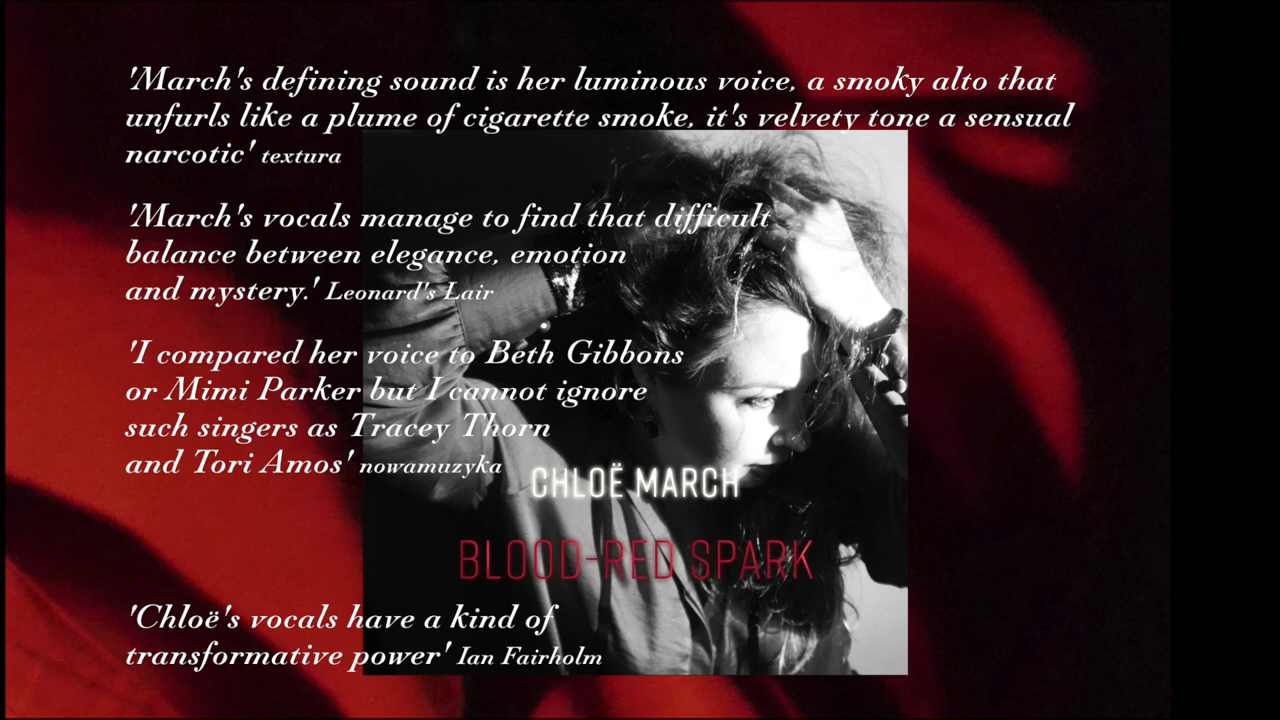 'March's defining sound is her luminous voice, a smoky alto that
unfurls like a plume of cigarette smoke, it's velvety tone a sensual
narcotic' textura
'March's vocals manage to find that difficult
balance between elegance, emotion
and mystery.' Leonard's Lair
'I compared her voice to Beth Gibbons
or Mimi Parker but I cannot ignore
such singers as Tracey Thorn
and Tori Amos' nowamuzyka
CHLOË MARCH
BLOOD-RED SPARK
'Chloë's vocals have a kind of
transformative power' Ian Fairholm